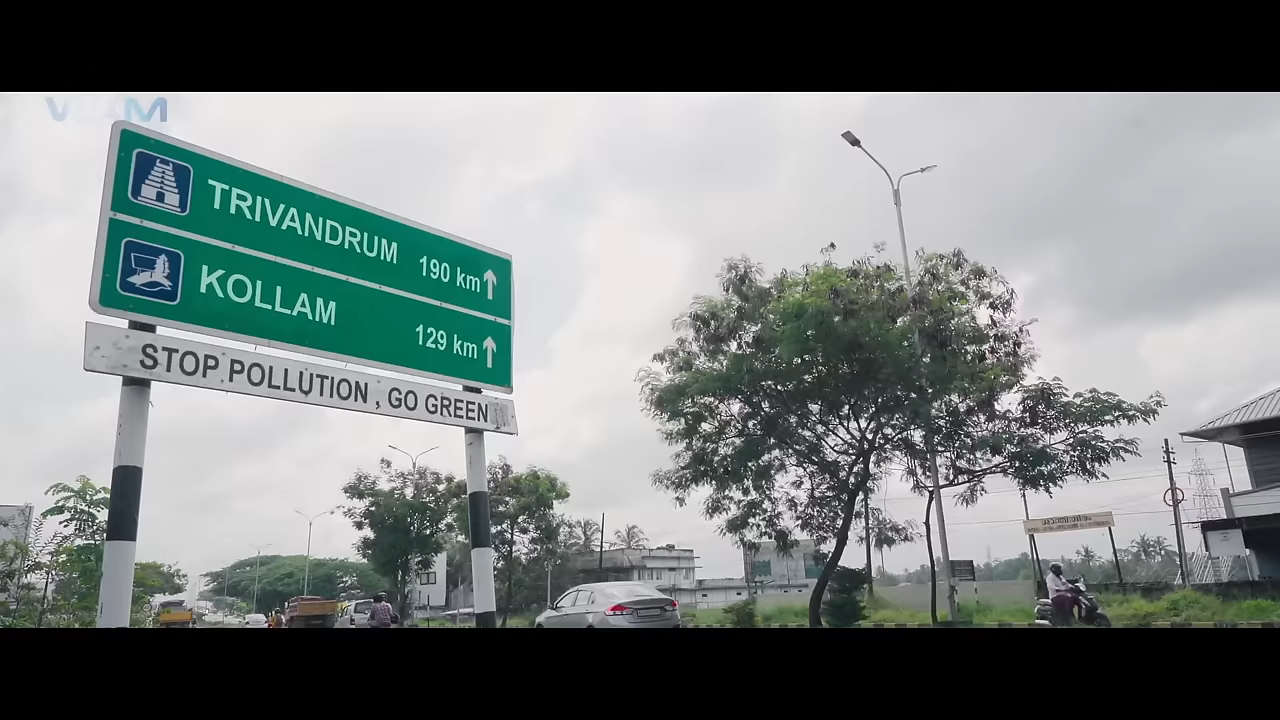 TRIVANDRUM 190 km ↑
KOLLAM 129 km ↑
STOP POLLUTION , GO GREEN